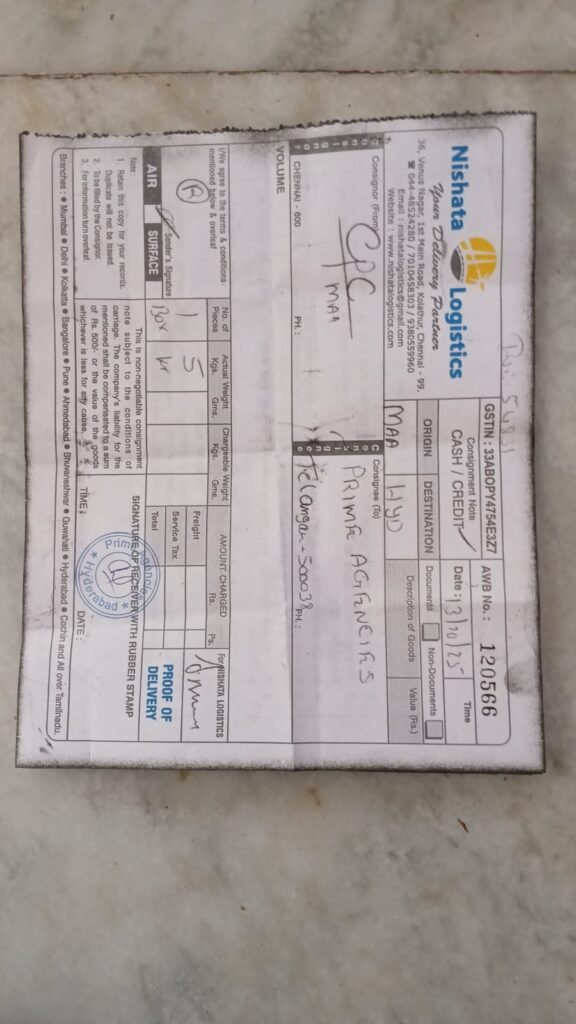 Nishata Logistics
Your Delivery Partner
36, Venus Nagar, 1st Main Road, Kolathur, Chennai - 99.
☎ 044-48524280 / 7010458303 / 9380559960
Email : nishatalogistics@gmail.com
Website : www.nishatalogistics.com
GSTIN : 33ABOPY4754E3Z7
Consignment Note
CASH / CREDIT
AWB No. : 120566
Date : 13/10/25
Time
ORIGIN
DESTINATION
MAA
HYD
Documents
Non-Documents
Description of Goods
Value (Rs.)
Consignor (From)
CPC
MAA
CHENNAI - 600
PH. :
Consignee (To)
PRIME AGENCIES
Telangana-500038
PH. :
VOLUME
I/We agree to the terms & conditions
mentioned below & overleaf
Sender's Signature
AIR
SURFACE
No. of Pieces
Actual Weight
Kgs. Gms.
Chargeable Weight
Kgs. Gms.
AMOUNT CHARGED
Rs. Ps.
1
Box
5
Freight
Service Tax
Total
For NISHATA LOGISTICS
PROOF OF
DELIVERY
Note
1. Retain this copy for your records.
Duplicate will not be issued.
2. To be filled by the Consignor.
3. For information turn overleaf.
This is non-negotiable consignment
note subject to the conditions of
carriage. The company's liability for the
mentioned shall be compensated to a sum
of Rs. 500/- or the value of the goods
whichever is less for any cause.
SIGNATURE OF RECEIVER WITH RUBBER STAMP
Prime Agencies
★ Hyderabad ★
TIME :
DATE :
Branches : ● Mumbai ● Delhi ● Kolkatta ● Bangalore ● Pune ● Ahmedabad ● Bhuvaneshwar ● Guwahati ● Hyderabad ● Cochin and All over Tamilnadu.